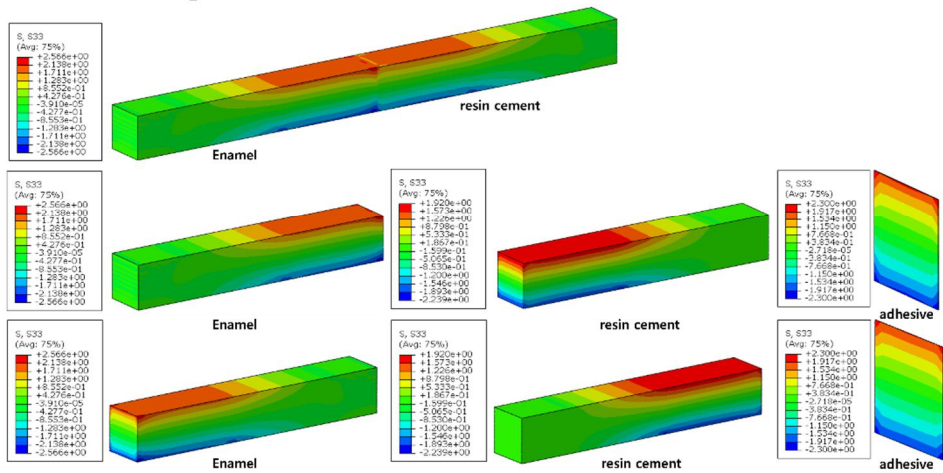 S, S33
(Avg: 75%)
+2.566e+00
+2.138e+00
+1.711e+00
+1.283e+00
+8.552e-01
+4.276e-01
-3.910e-05
-4.277e-01
-8.553e-01
-1.283e+00
-1.711e+00
-2.138e+00
-2.566e+00
Enamel
resin cement
S, S33
(Avg: 75%)
+2.566e+00
+2.138e+00
+1.711e+00
+1.283e+00
+8.552e-01
+4.276e-01
-3.910e-05
-4.277e-01
-8.553e-01
-1.283e+00
-1.711e+00
-2.138e+00
-2.566e+00
Enamel
S, S33
(Avg: 75%)
+1.920e+00
+1.573e+00
+1.226e+00
+8.798e-01
+5.333e-01
+1.867e-01
-1.599e-01
-5.065e-01
-8.530e-01
-1.200e+00
-1.546e+00
-1.893e+00
-2.239e+00
resin cement
S, S33
(Avg: 75%)
+2.300e+00
+1.917e+00
+1.534e+00
+1.150e+00
+7.668e-01
+3.834e-01
-2.718e-05
-3.834e-01
-7.668e-01
-1.150e+00
-1.534e+00
-1.917e+00
-2.300e+00
adhesive
S, S33
(Avg: 75%)
+2.566e+00
+2.138e+00
+1.711e+00
+1.283e+00
+8.552e-01
+4.276e-01
-3.910e-05
-4.277e-01
-8.553e-01
-1.283e+00
-1.711e+00
-2.138e+00
-2.566e+00
Enamel
S, S33
(Avg: 75%)
+1.920e+00
+1.573e+00
+1.226e+00
+8.798e-01
+5.333e-01
+1.867e-01
-1.599e-01
-5.065e-01
-8.530e-01
-1.200e+00
-1.546e+00
-1.893e+00
-2.239e+00
resin cement
S, S33
(Avg: 75%)
+2.300e+00
+1.917e+00
+1.534e+00
+1.150e+00
+7.668e-01
+3.834e-01
-2.718e-05
-3.834e-01
-7.668e-01
-1.150e+00
-1.534e+00
-1.917e+00
-2.300e+00
adhesive